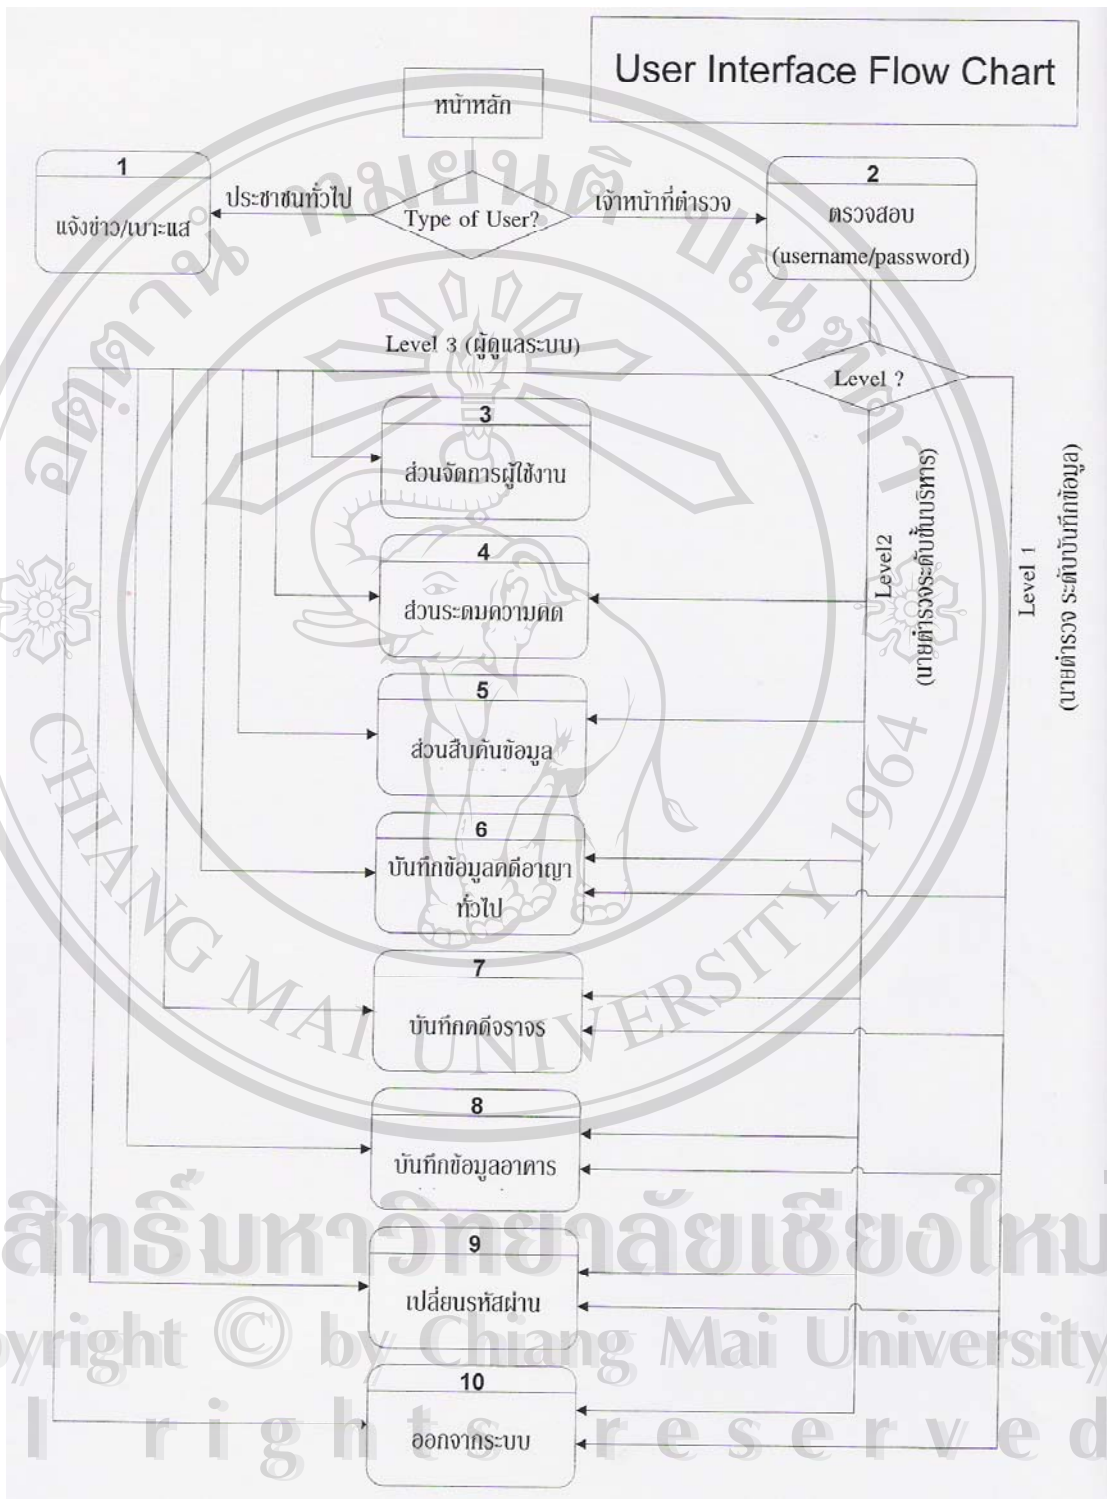 User Interface Flow Chart
หน้าหลัก
1
แจ้งข่าว/เบาะแส
ประชาชนทั่วไป
Type of User?
เจ้าหน้าที่ตำรวจ
2
ตรวจสอบ
(username/password)
Level 3 (ผู้ดูแลระบบ)
Level ?
Level2
(นายตำรวจระดับชั้นบริหาร)
Level 1
(นายตำรวจ ระดับบันทึกข้อมูล)
3
ส่วนจัดการผู้ใช้งาน
4
ส่วนระดมความคิด
5
ส่วนสืบค้นข้อมูล
6
บันทึกข้อมูลคดีอาญา
ทั่วไป
7
บันทึกคดีจราจร
8
บันทึกข้อมูลอาคาร
9
เปลี่ยนรหัสผ่าน
10
ออกจากระบบ
CHIANG MAI UNIVERSITY 1964
สิทธิ์มหาวิทยาลัยเชียงใหม่
pyright © by Chiang Mai University
l rights reserved